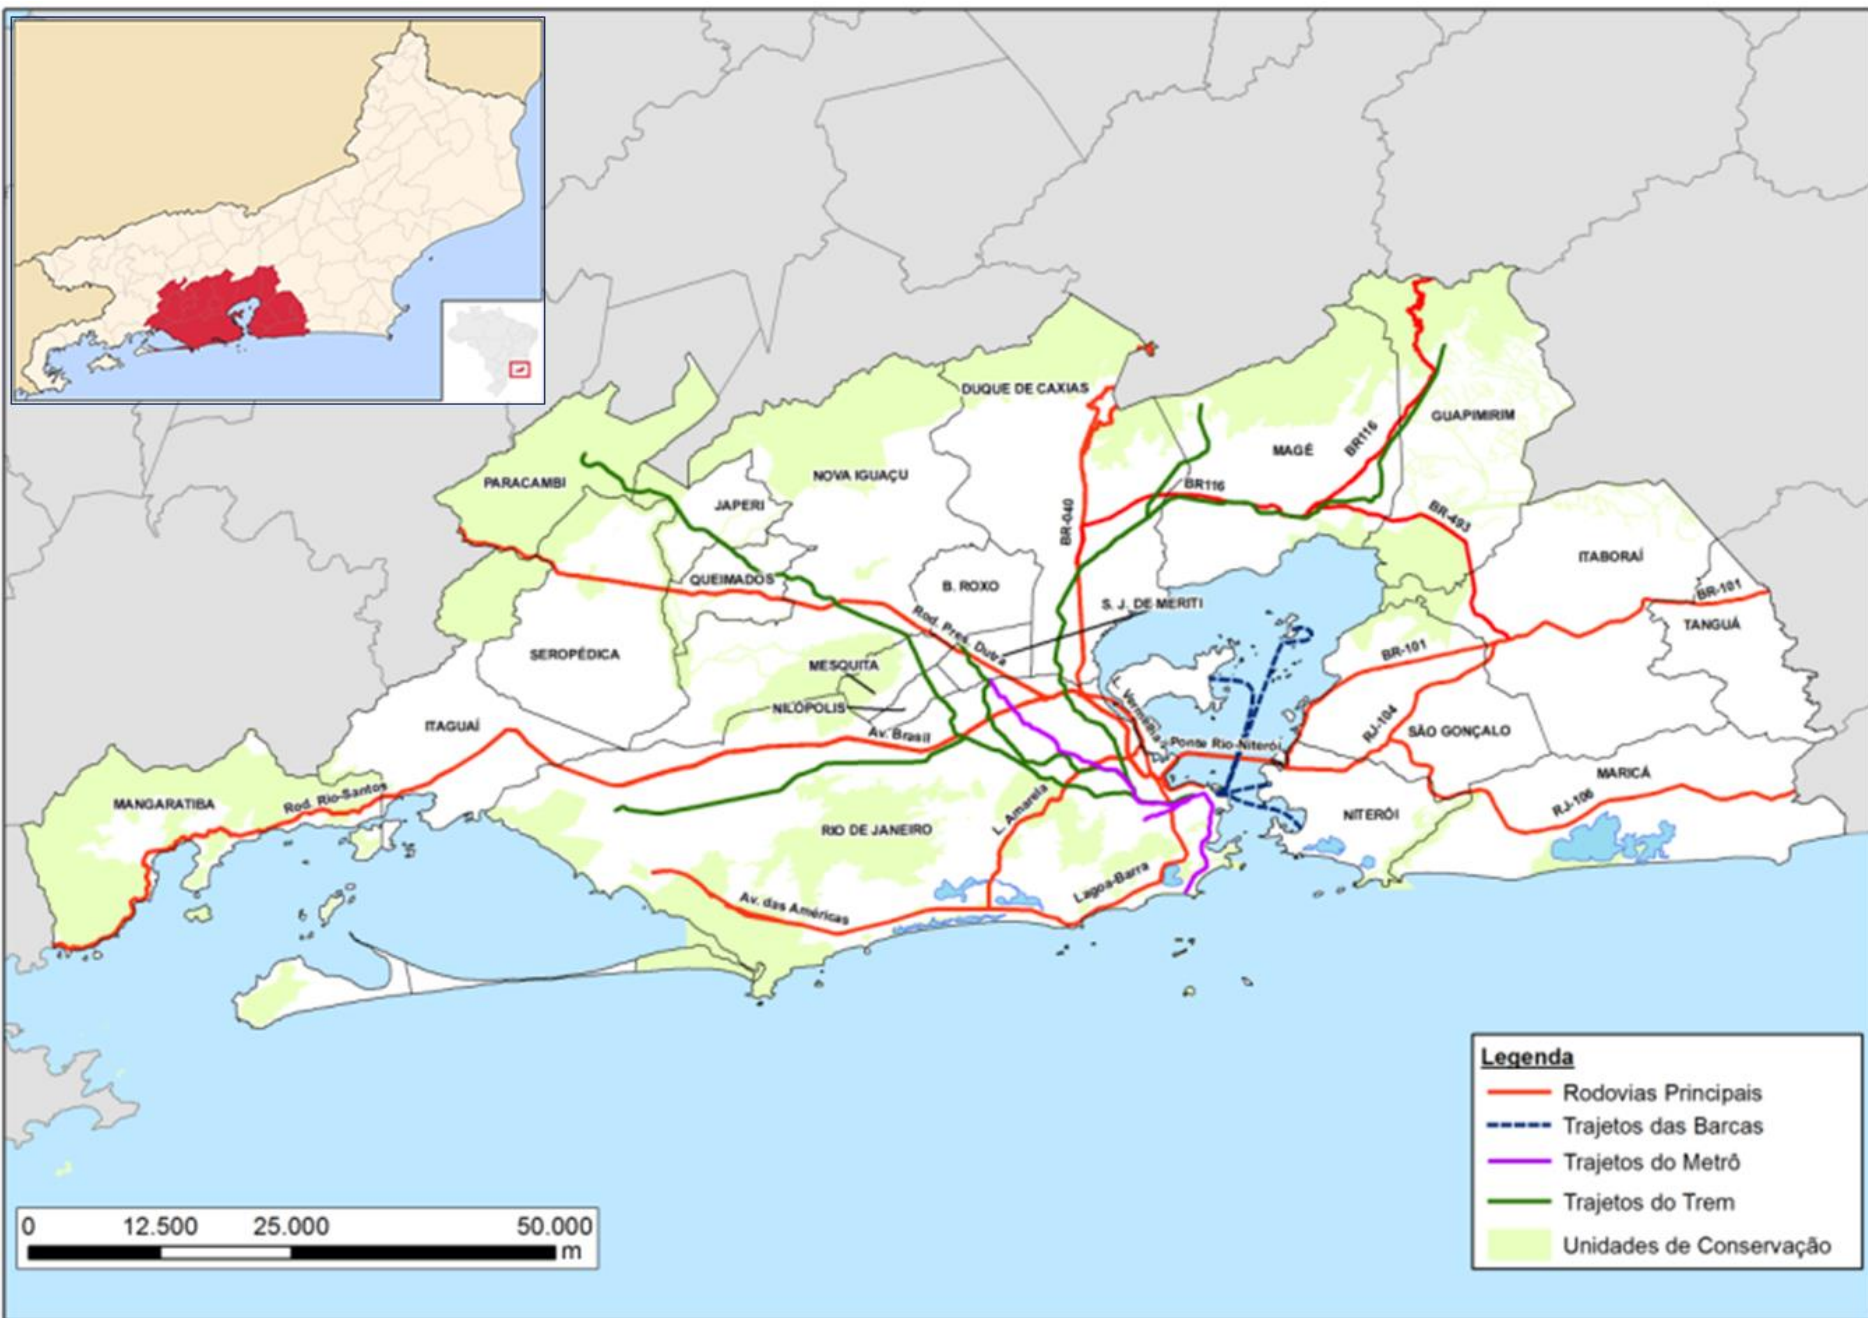 DUQUE DE CAXIAS
GUAPIMIRIM
BR116
MAGÉ
NOVA IGUAÇU
PARACAMBI
BR116
JAPERI
BR-040
BR-493
ITABORAÍ
QUEIMADOS
B. ROXO
BR-101
S. J. DE MERITI
Rod. Pres. Dutra
TANGUÁ
BR-101
SEROPÉDICA
MESQUITA
NILÓPOLIS
L. Vermelha
ITAGUAÍ
RJ-104
SÃO GONÇALO
Av. Brasil
Ponte Rio-Niterói
MARICÁ
MANGARATIBA
Rod. Rio-Santos
RJ-106
L. Amarela
NITERÓI
RIO DE JANEIRO
Lagoa-Barra
Av. das Américas
Legenda
Rodovias Principais
Trajetos das Barcas
Trajetos do Metrô
Trajetos do Trem
Unidades de Conservação
0 12.500 25.000 50.000
m